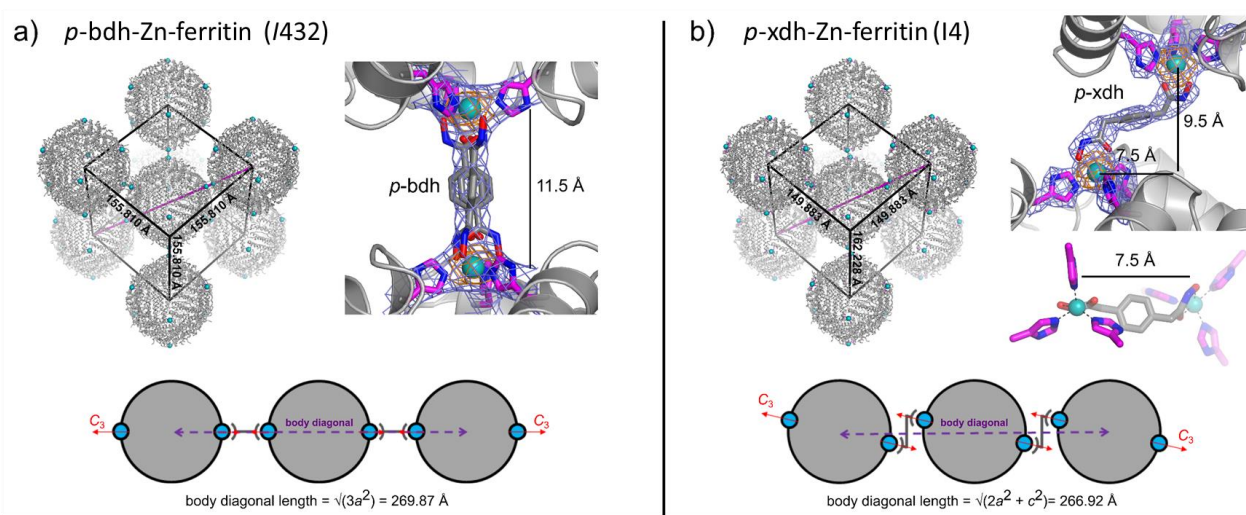 a) p-bdh-Zn-ferritin (I432)
155.810 Å
155.810 Å
155.810 Å
p-bdh
11.5 Å
C3
body diagonal
C3
body diagonal length = √(3a²) = 269.87 Å
b) p-xdh-Zn-ferritin (I4)
149.883 Å
149.883 Å
162.228 Å
p-xdh
9.5 Å
7.5 Å
7.5 Å
C3
body diagonal
C3
body diagonal length = √(2a² + c²)= 266.92 Å